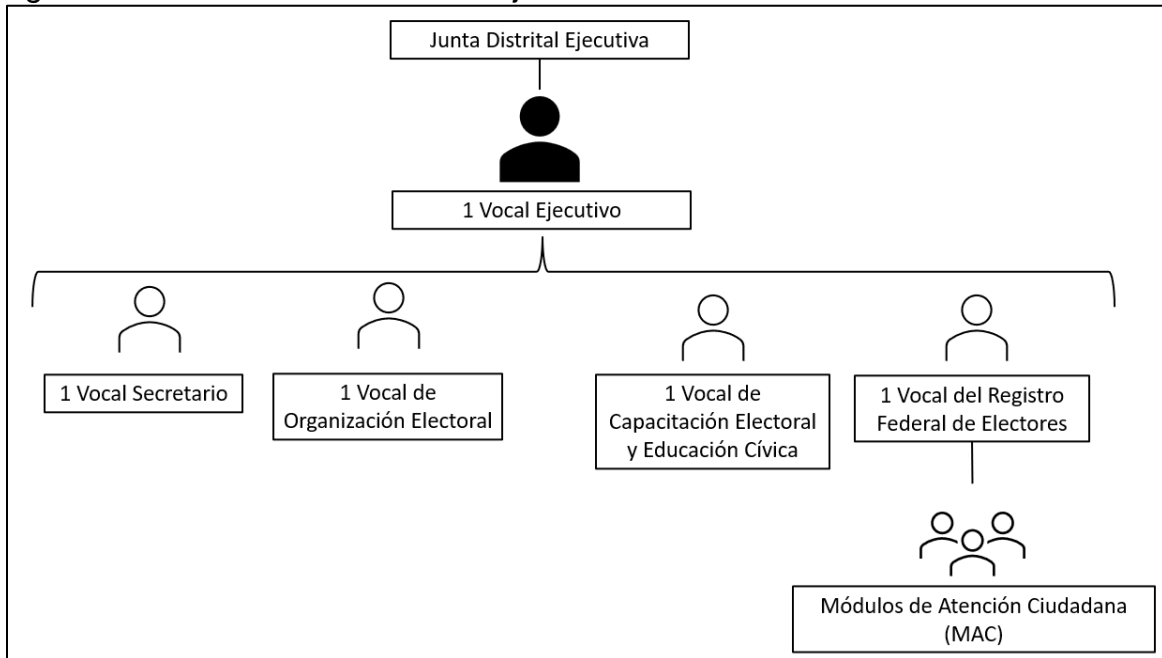 Junta Distrital Ejecutiva
1 Vocal Ejecutivo
1 Vocal Secretario
1 Vocal de
Organización Electoral
1 Vocal de
Capacitación Electoral
y Educación Cívica
1 Vocal del Registro
Federal de Electores
Módulos de Atención Ciudadana
(MAC)